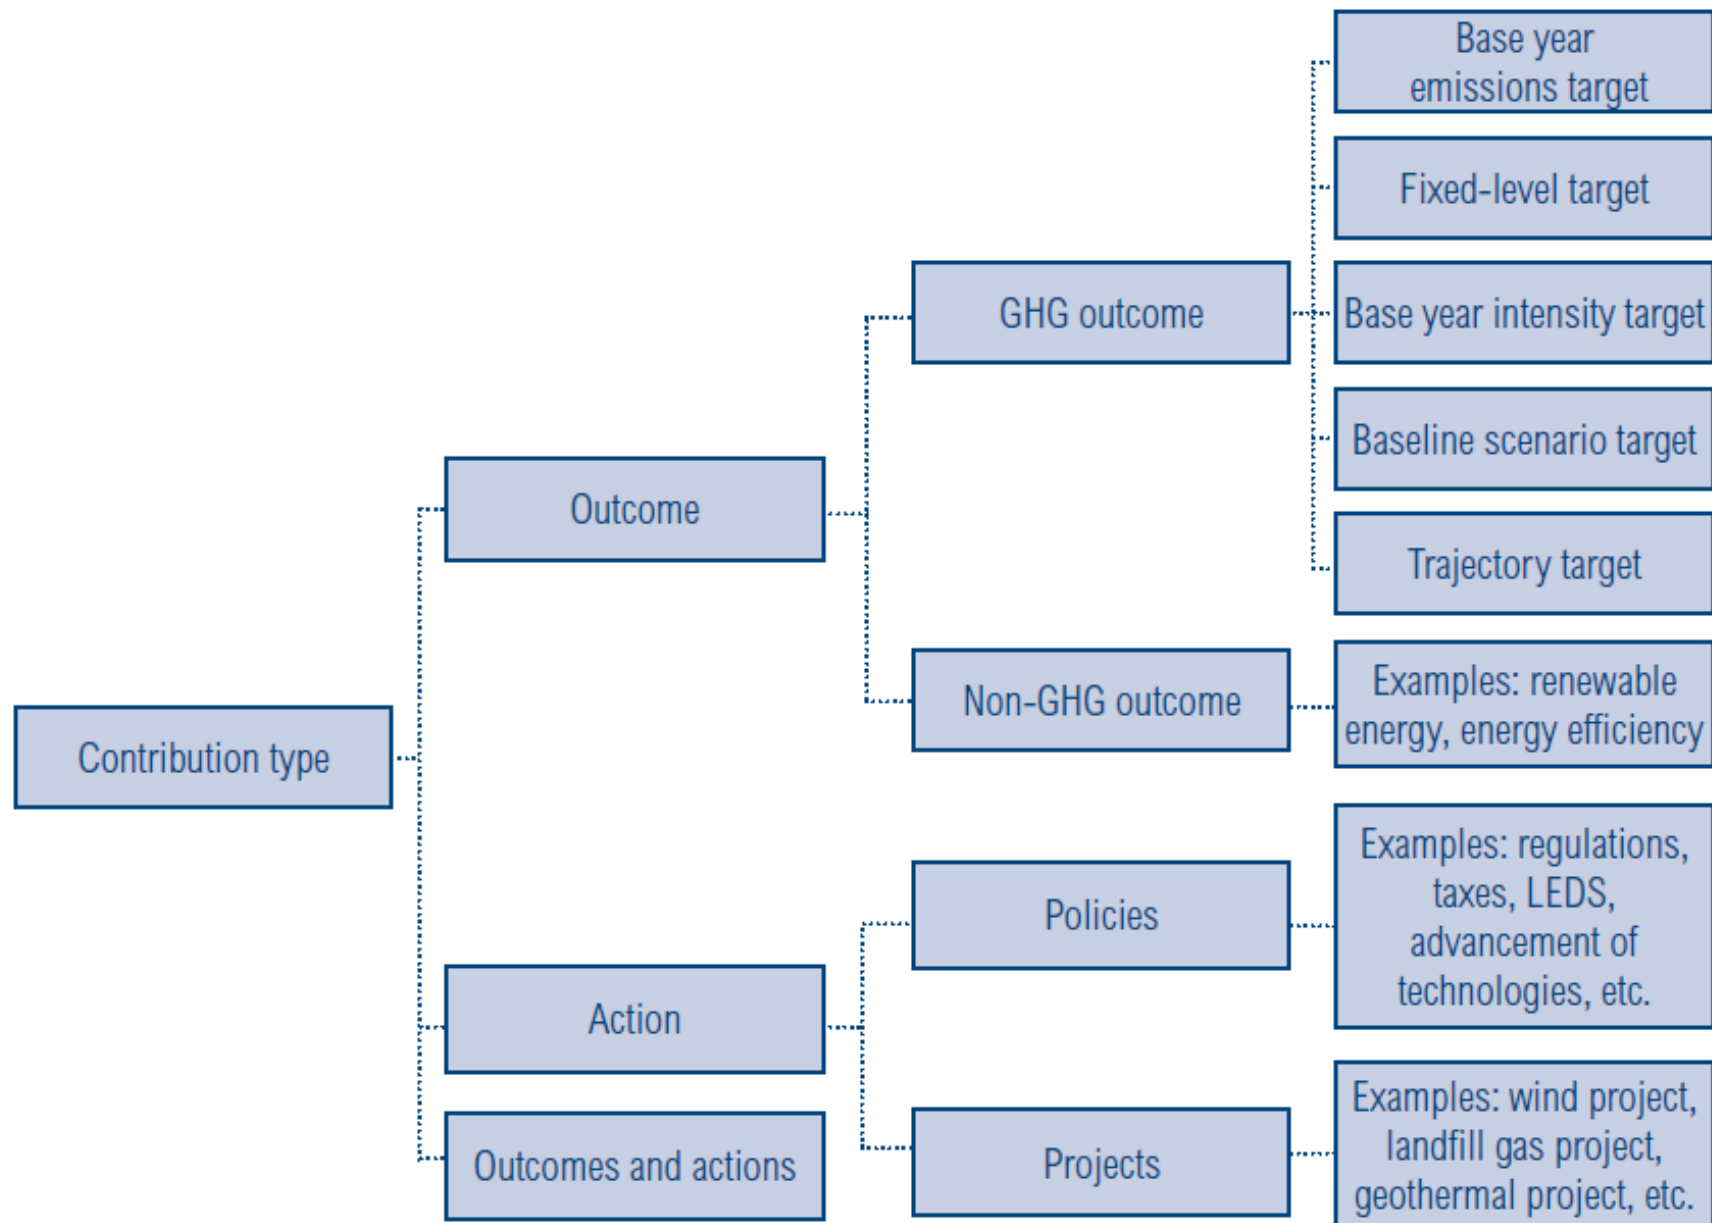 Base year
emissions target
Fixed-level target
GHG outcome
Base year intensity target
Baseline scenario target
Outcome
Trajectory target
Non-GHG outcome
Examples: renewable
energy, energy efficiency
Contribution type
Policies
Examples: regulations,
taxes, LEDS,
advancement of
technologies, etc.
Action
Outcomes and actions
Projects
Examples: wind project,
landfill gas project,
geothermal project, etc.